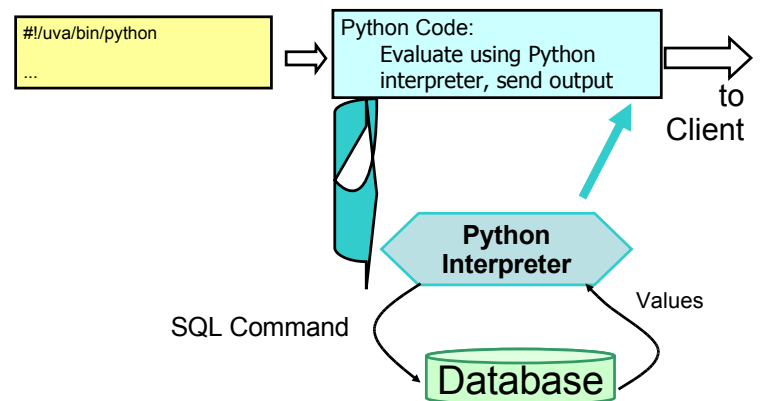 #!/uva/bin/python
...
Python Code:
Evaluate using Python
interpreter, send output
to
Client
Python
Interpreter
Values
SQL Command
Database